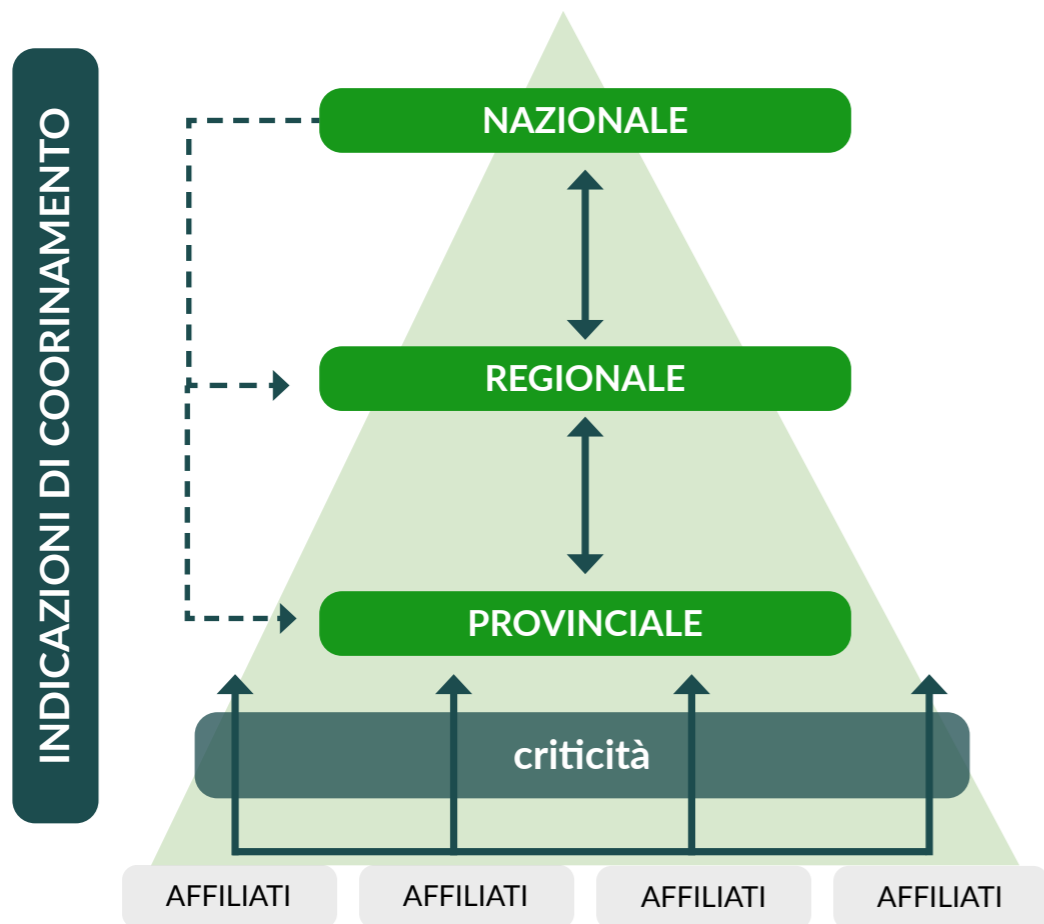 INDICAZIONI DI COORINAMENTO
NAZIONALE
REGIONALE
PROVINCIALE
criticità
AFFILIATI
AFFILIATI
AFFILIATI
AFFILIATI